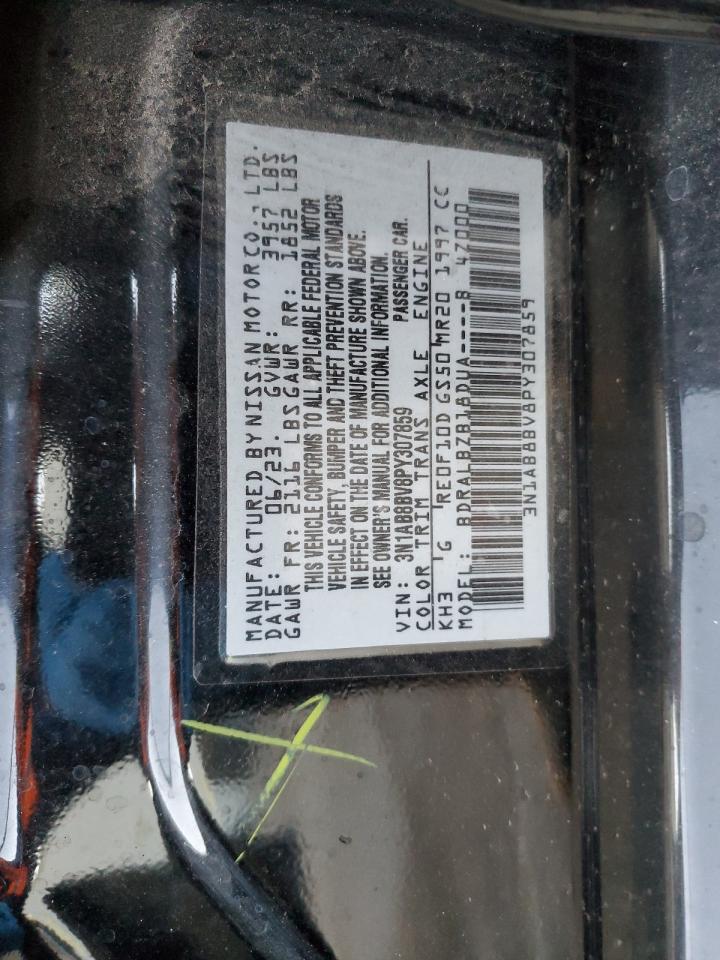 MANUFACTURED BY NISSAN MOTOR CO., LTD.
DATE: 06/23. GVWR: 3957 LBS
GAWR FR: 2116 LBS GAWR RR: 1852 LBS
THIS VEHICLE CONFORMS TO ALL APPLICABLE FEDERAL MOTOR
VEHICLE SAFETY, BUMPER AND THEFT PREVENTION STANDARDS
IN EFFECT ON THE DATE OF MANUFACTURE SHOWN ABOVE.
SEE OWNER'S MANUAL FOR ADDITIONAL INFORMATION.
VIN: 3N1AB8BV8PY307859 PASSENGER CAR.
COLOR TRIM TRANS AXLE ENGINE
KH3 'G 'RE0F10D GS50 MR20 1997 CC
MODEL: BDRALBZB18DUA----B 4Z000
3N1AB8BV8PY307859